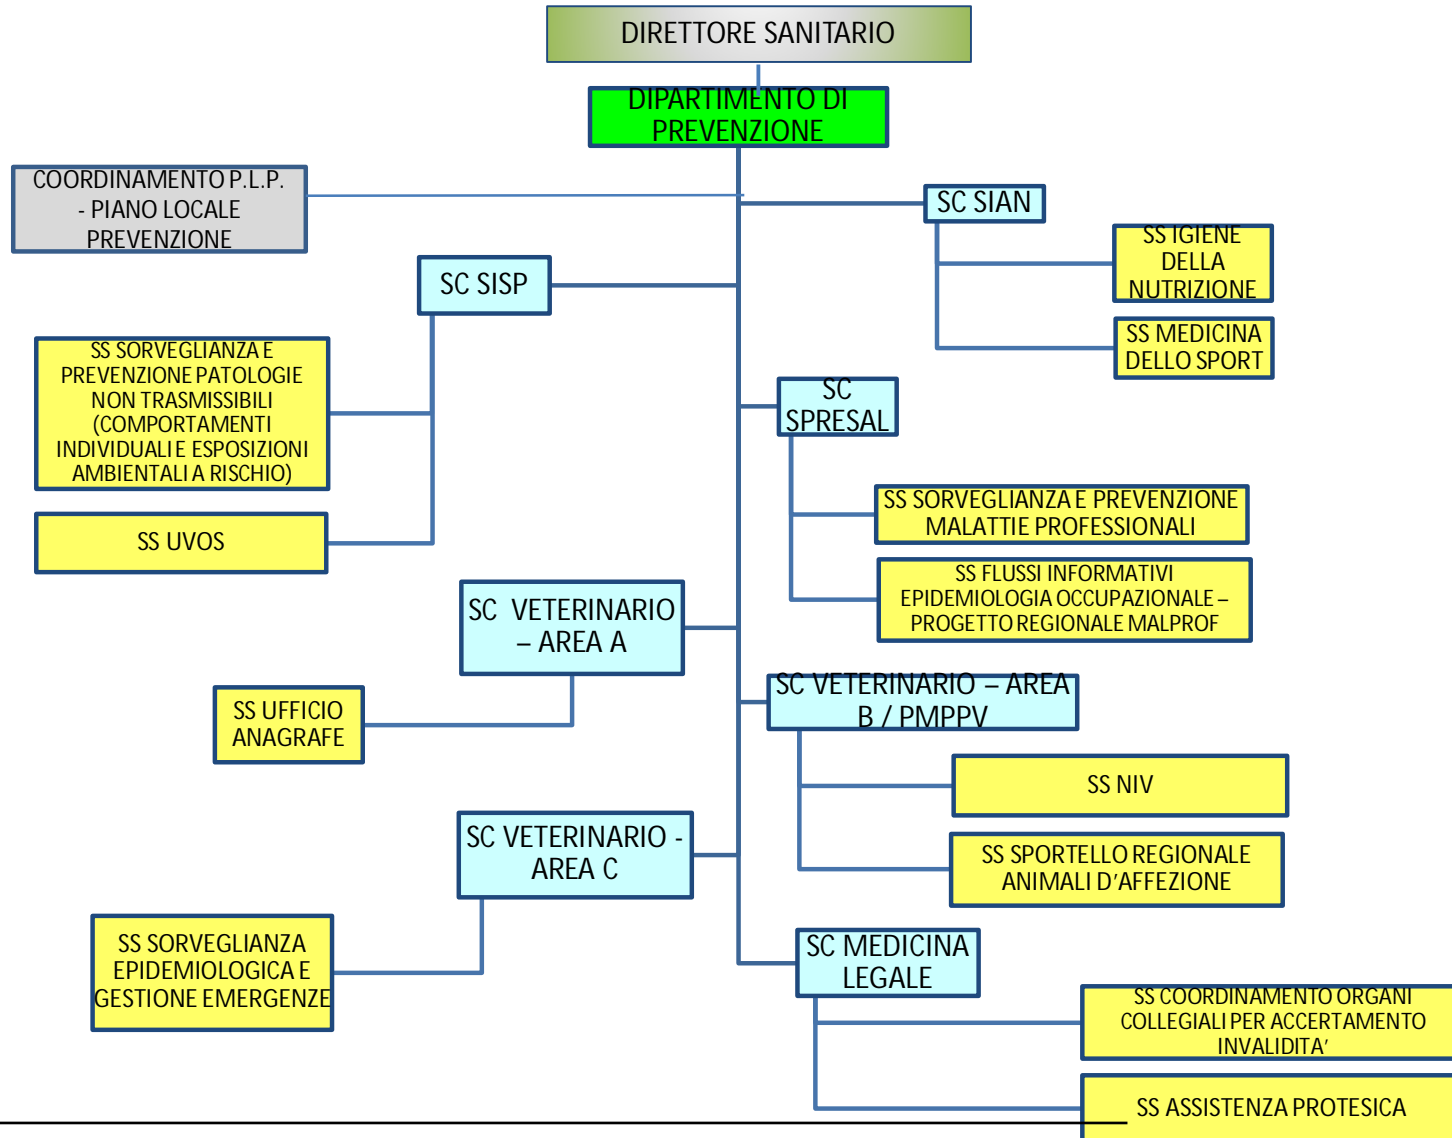 DIRETTORE SANITARIO
DIPARTIMENTO DI
PREVENZIONE
COORDINAMENTO P.L.P.
- PIANO LOCALE
PREVENZIONE
SC SIAN
SS IGIENE
DELLA
NUTRIZIONE
SS MEDICINA
DELLO SPORT
SC SISP
SS SORVEGLIANZA E
PREVENZIONE PATOLOGIE
NON TRASMISSIBILI
(COMPORTAMENTI
INDIVIDUALI E ESPOSIZIONI
AMBIENTALI A RISCHIO)
SS UVOS
SC
SPRESAL
SS SORVEGLIANZA E PREVENZIONE
MALATTIE PROFESSIONALI
SS FLUSSI INFORMATIVI
EPIDEMIOLOGIA OCCUPAZIONALE –
PROGETTO REGIONALE MALPROF
SC VETERINARIO
– AREA A
SS UFFICIO
ANAGRAFE
SC VETERINARIO – AREA
B / PMPPV
SS NIV
SS SPORTELLO REGIONALE
ANIMALI D’AFFEZIONE
SC VETERINARIO -
AREA C
SS SORVEGLIANZA
EPIDEMIOLOGICA E
GESTIONE EMERGENZE
SC MEDICINA
LEGALE
SS COORDINAMENTO ORGANI
COLLEGIALI PER ACCERTAMENTO
INVALIDITA’
SS ASSISTENZA PROTESICA